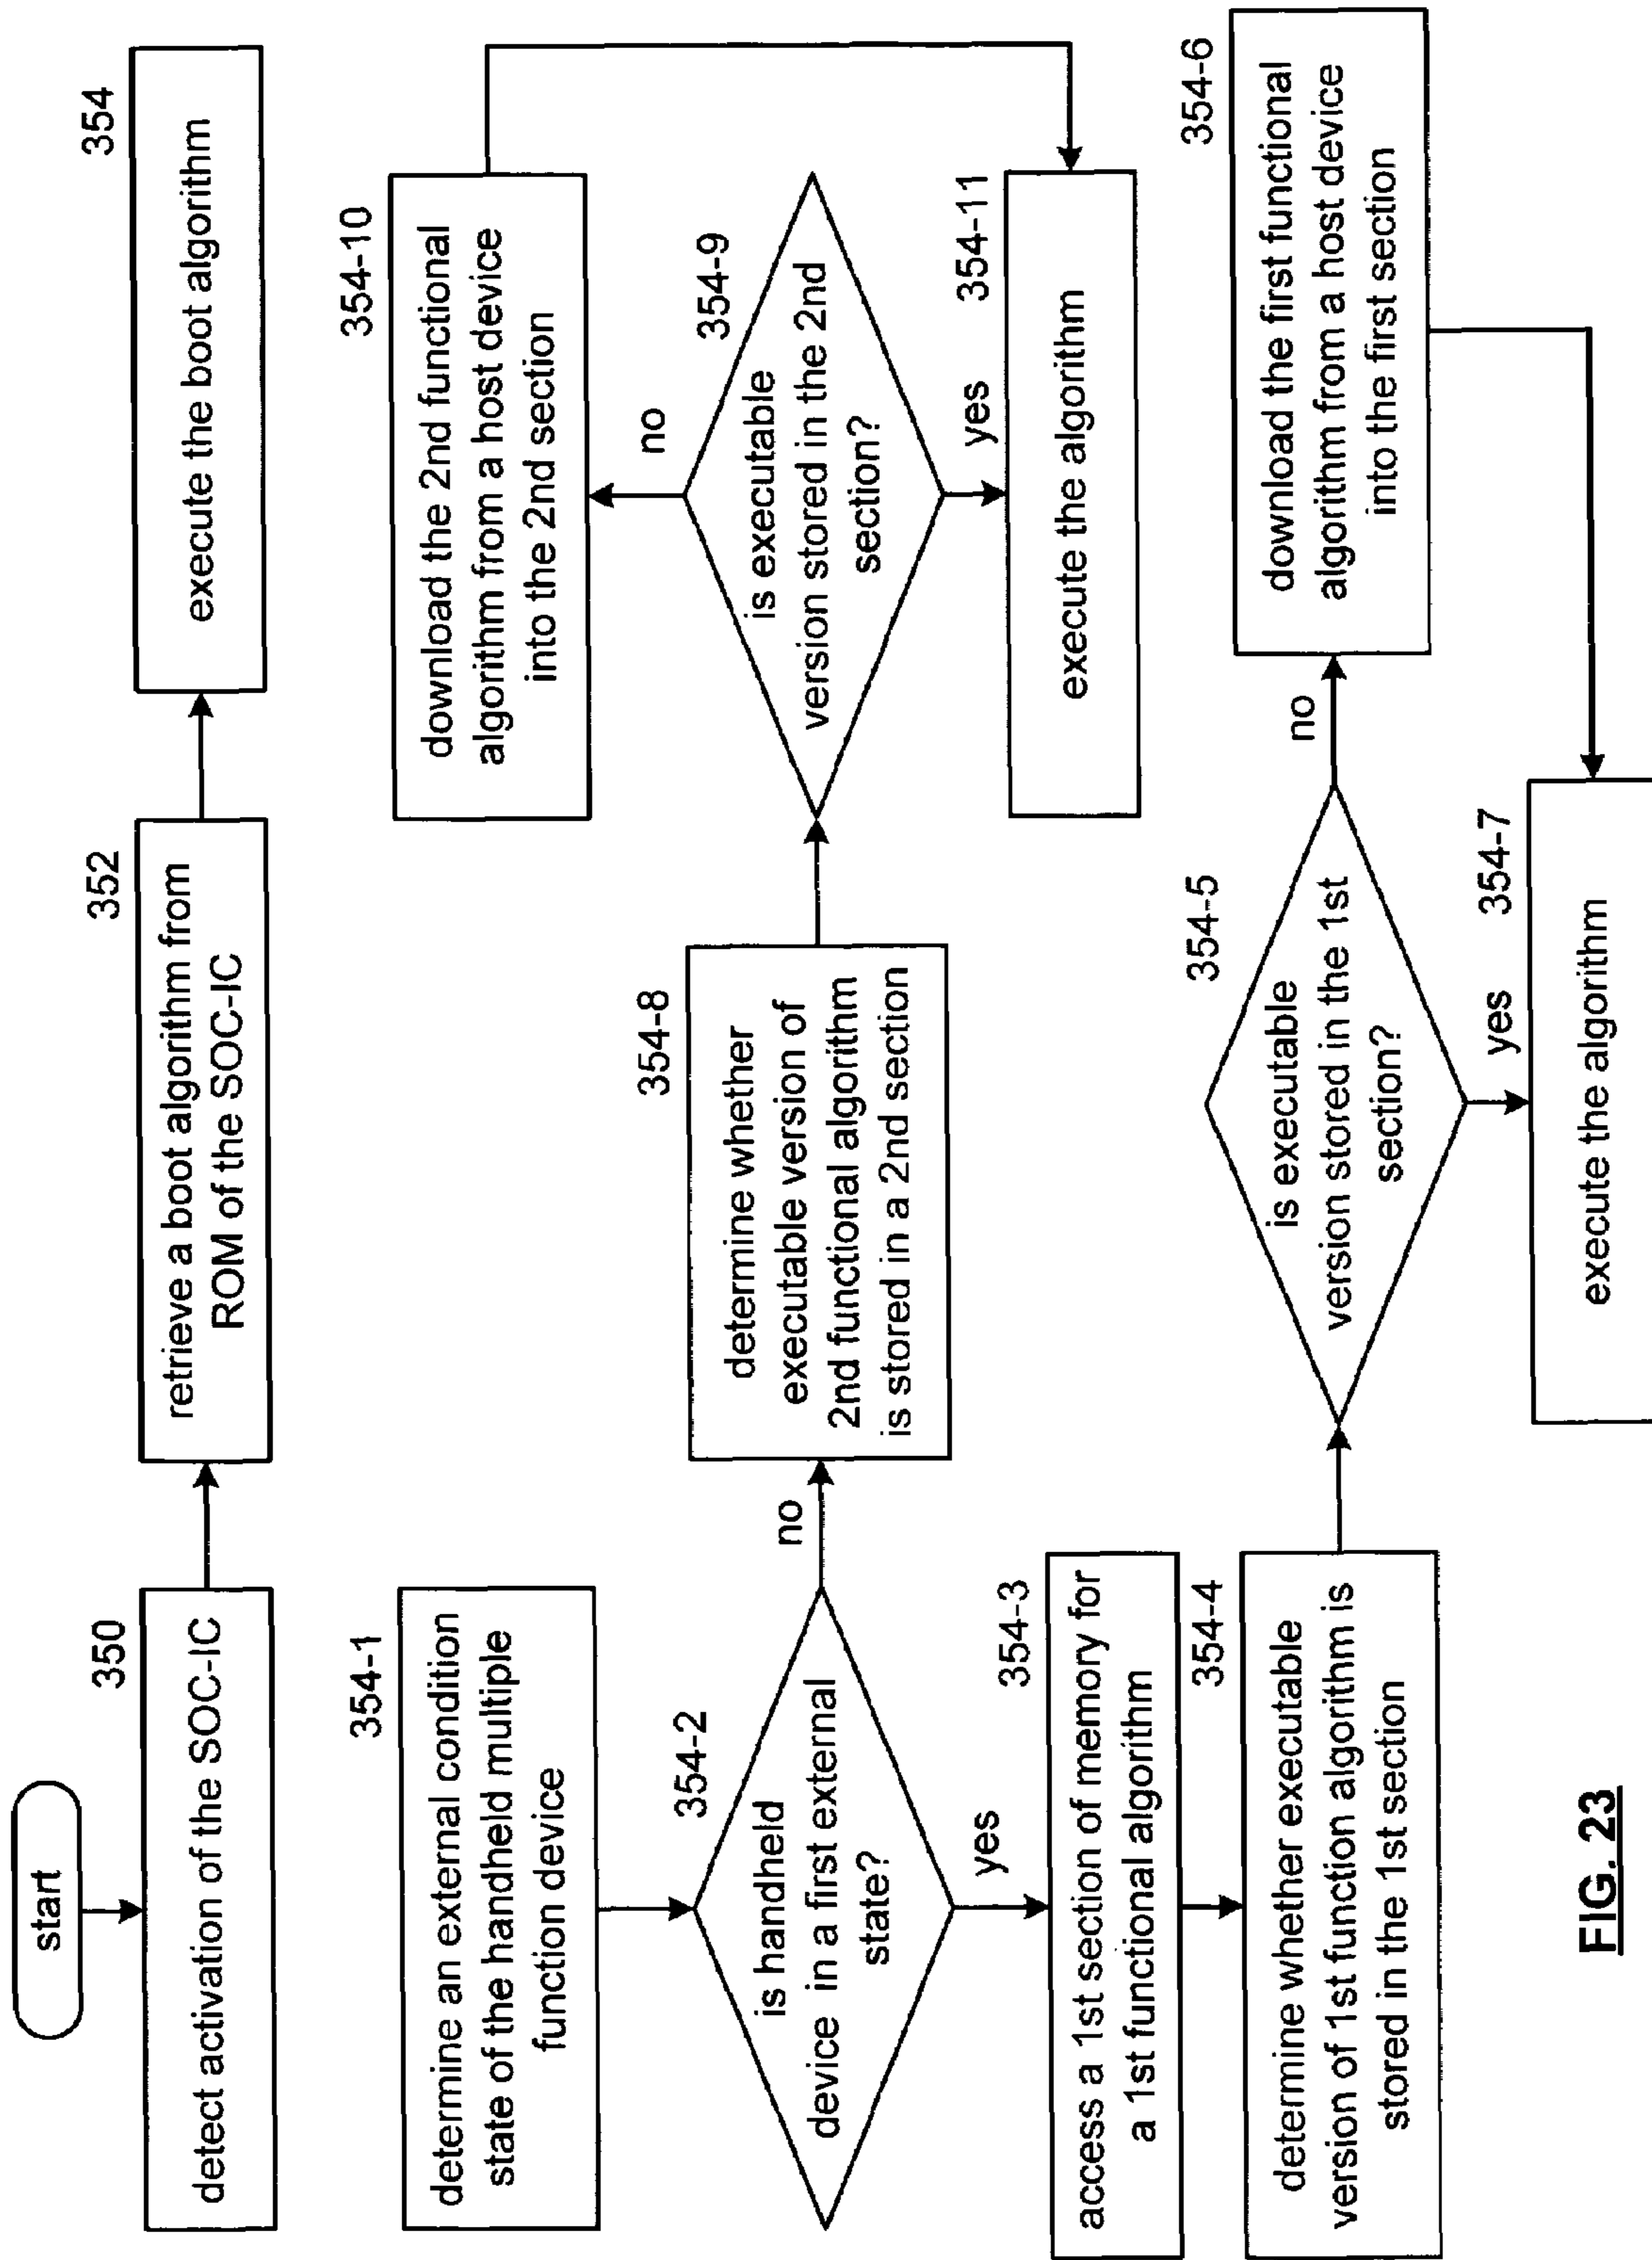 start
350
detect activation of the SOC-IC
352
retrieve a boot algorithm from
ROM of the SOC-IC
354
execute the boot algorithm
354-1
determine an external condition
state of the handheld multiple
function device
354-2
is handheld
device in a first external
state?
no
yes
354-3
access a 1st section of memory for
a 1st functional algorithm
354-4
determine whether executable
version of 1st function algorithm is
stored in the 1st section
354-8
determine whether
executable version of
2nd functional algorithm
is stored in a 2nd section
354-10
download the 2nd functional
algorithm from a host device
into the 2nd section
no
354-9
is executable
version stored in the 2nd
section?
yes
354-11
execute the algorithm
354-5
is executable
version stored in the 1st
section?
no
yes
354-6
download the first functional
algorithm from a host device
into the first section
354-7
execute the algorithm
FIG. 23